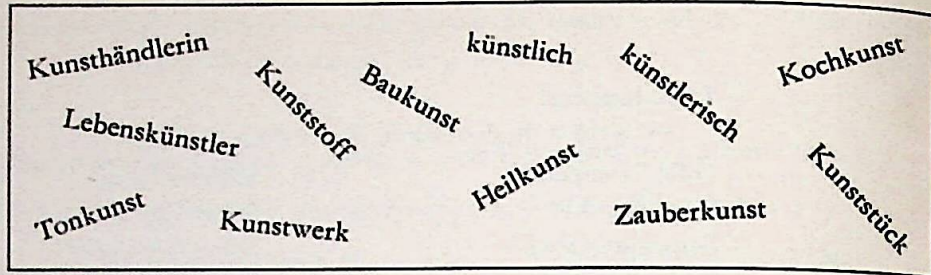 Kunsthändlerin
Kunststoff
Baukunst
künstlich
künstlerisch
Kochkunst
Lebenskünstler
Heilkunst
Kunststück
Tonkunst
Kunstwerk
Zauberkunst